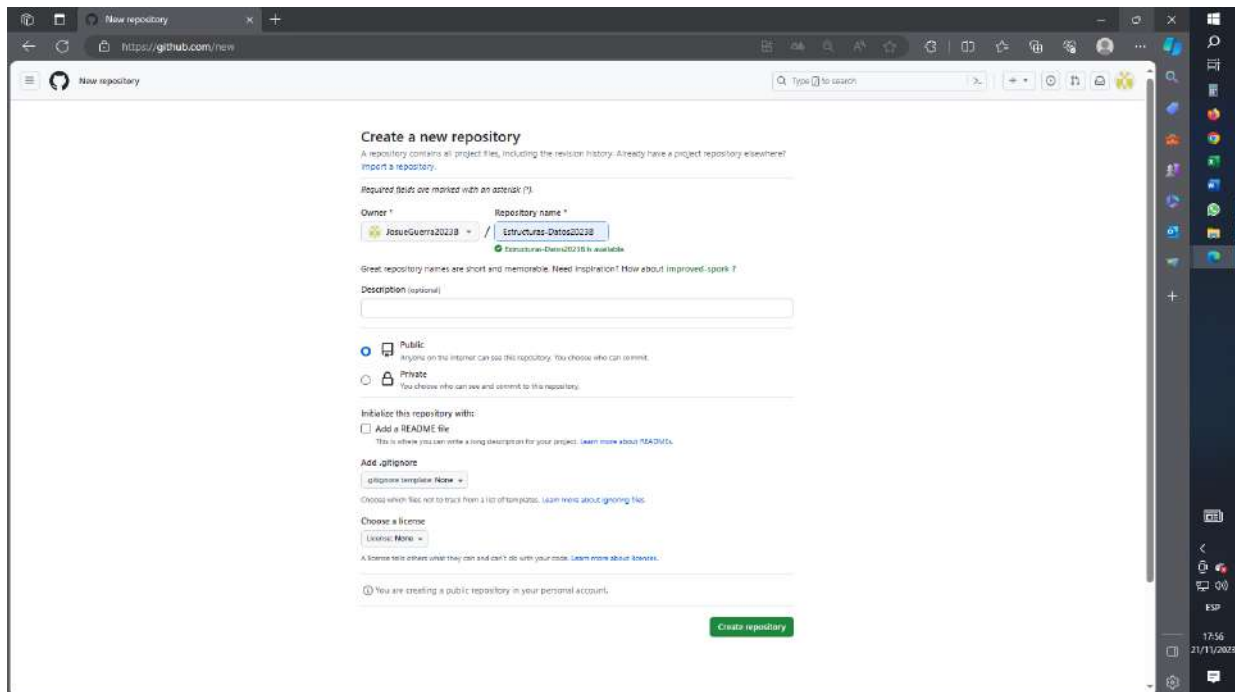 New repository
https://github.com/new
New repository
Type / to search
Create a new repository
A repository contains all project files, including the revision history. Already have a project repository elsewhere?
Import a repository.
Required fields are marked with an asterisk (*).
Owner *
Repository name *
JosueGuerra2023B
/
Estructuras-Datos2023B
Estructuras-Datos2023B is available.
Great repository names are short and memorable. Need inspiration? How about improved-spork ?
Description (optional)
Public
Anyone on the internet can see this repository. You choose who can commit.
Private
You choose who can see and commit to this repository.
Initialize this repository with:
Add a README file
This is where you can write a long description for your project. Learn more about READMEs.
Add .gitignore
.gitignore template: None
Choose which files not to track from a list of templates. Learn more about ignoring files.
Choose a license
License: None
A license tells others what they can and can't do with your code. Learn more about licenses.
You are creating a public repository in your personal account.
Create repository
ESP
17:56
21/11/2023